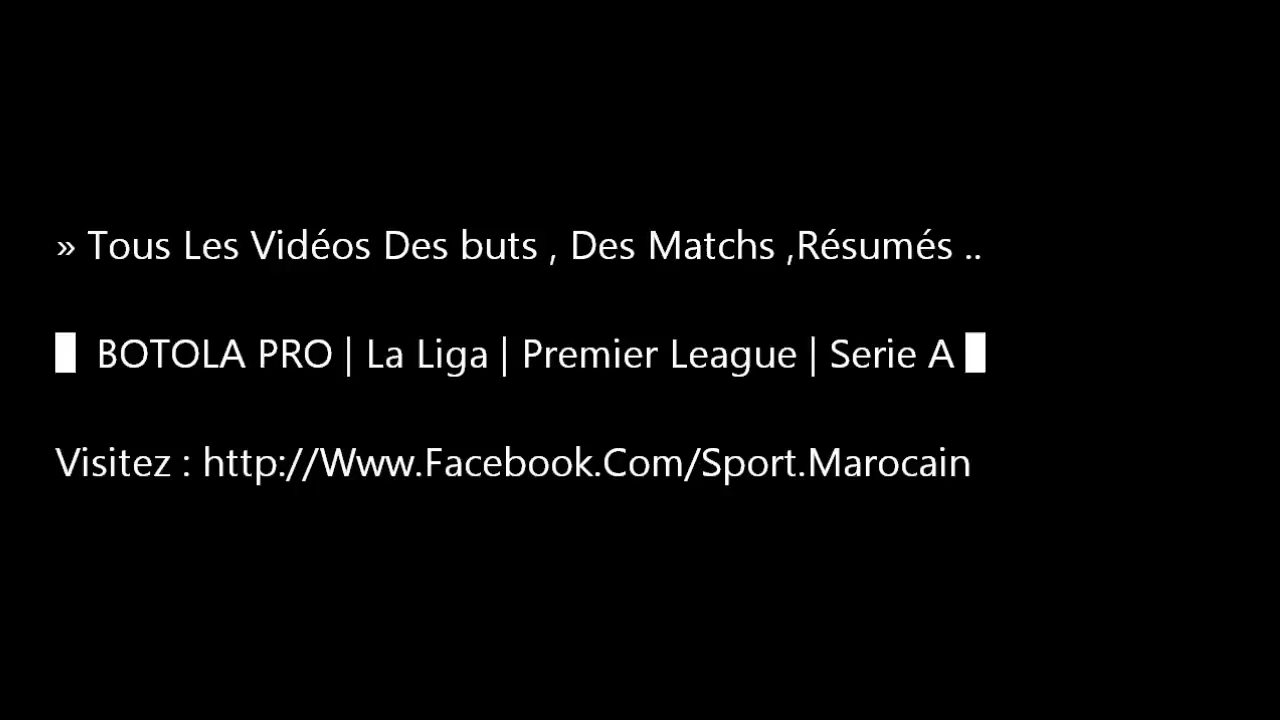 » Tous Les Vidéos Des buts , Des Matchs ,Résumés ..
▌ BOTOLA PRO | La Liga | Premier League | Serie A ▌
Visitez : http://Www.Facebook.Com/Sport.Marocain